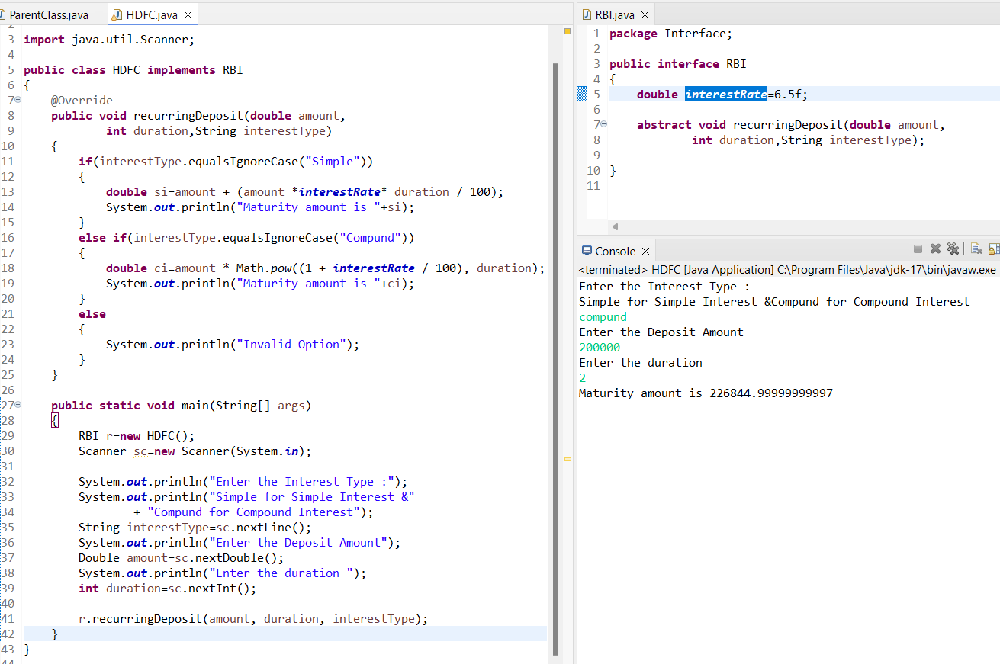 ParentClass.java
HDFC.java
2
3 import java.util.Scanner;
4
5 public class HDFC implements RBI
6 {
7 @Override
8 public void recurringDeposit(double amount,
9 int duration,String interestType)
10 {
11 if(interestType.equalsIgnoreCase("Simple"))
12 {
13 double si=amount + (amount *interestRate* duration / 100);
14 System.out.println("Maturity amount is "+si);
15 }
16 else if(interestType.equalsIgnoreCase("Compund"))
17 {
18 double ci=amount * Math.pow((1 + interestRate / 100), duration);
19 System.out.println("Maturity amount is "+ci);
20 }
21 else
22 {
23 System.out.println("Invalid Option");
24 }
25 }
26
27 public static void main(String[] args)
28 {
29 RBI r=new HDFC();
30 Scanner sc=new Scanner(System.in);
31
32 System.out.println("Enter the Interest Type :");
33 System.out.println("Simple for Simple Interest &"
34 + "Compund for Compound Interest");
35 String interestType=sc.nextLine();
36 System.out.println("Enter the Deposit Amount");
37 Double amount=sc.nextDouble();
38 System.out.println("Enter the duration ");
39 int duration=sc.nextInt();
40
41 r.recurringDeposit(amount, duration, interestType);
42 }
43 }
44
RBI.java
1 package Interface;
2
3 public interface RBI
4 {
5 double interestRate=6.5f;
6
7 abstract void recurringDeposit(double amount,
8 int duration,String interestType);
9
10 }
11
Console
<terminated> HDFC [Java Application] C:\Program Files\Java\jdk-17\bin\javaw.exe
Enter the Interest Type :
Simple for Simple Interest &Compund for Compound Interest
compund
Enter the Deposit Amount
200000
Enter the duration
2
Maturity amount is 226844.99999999997